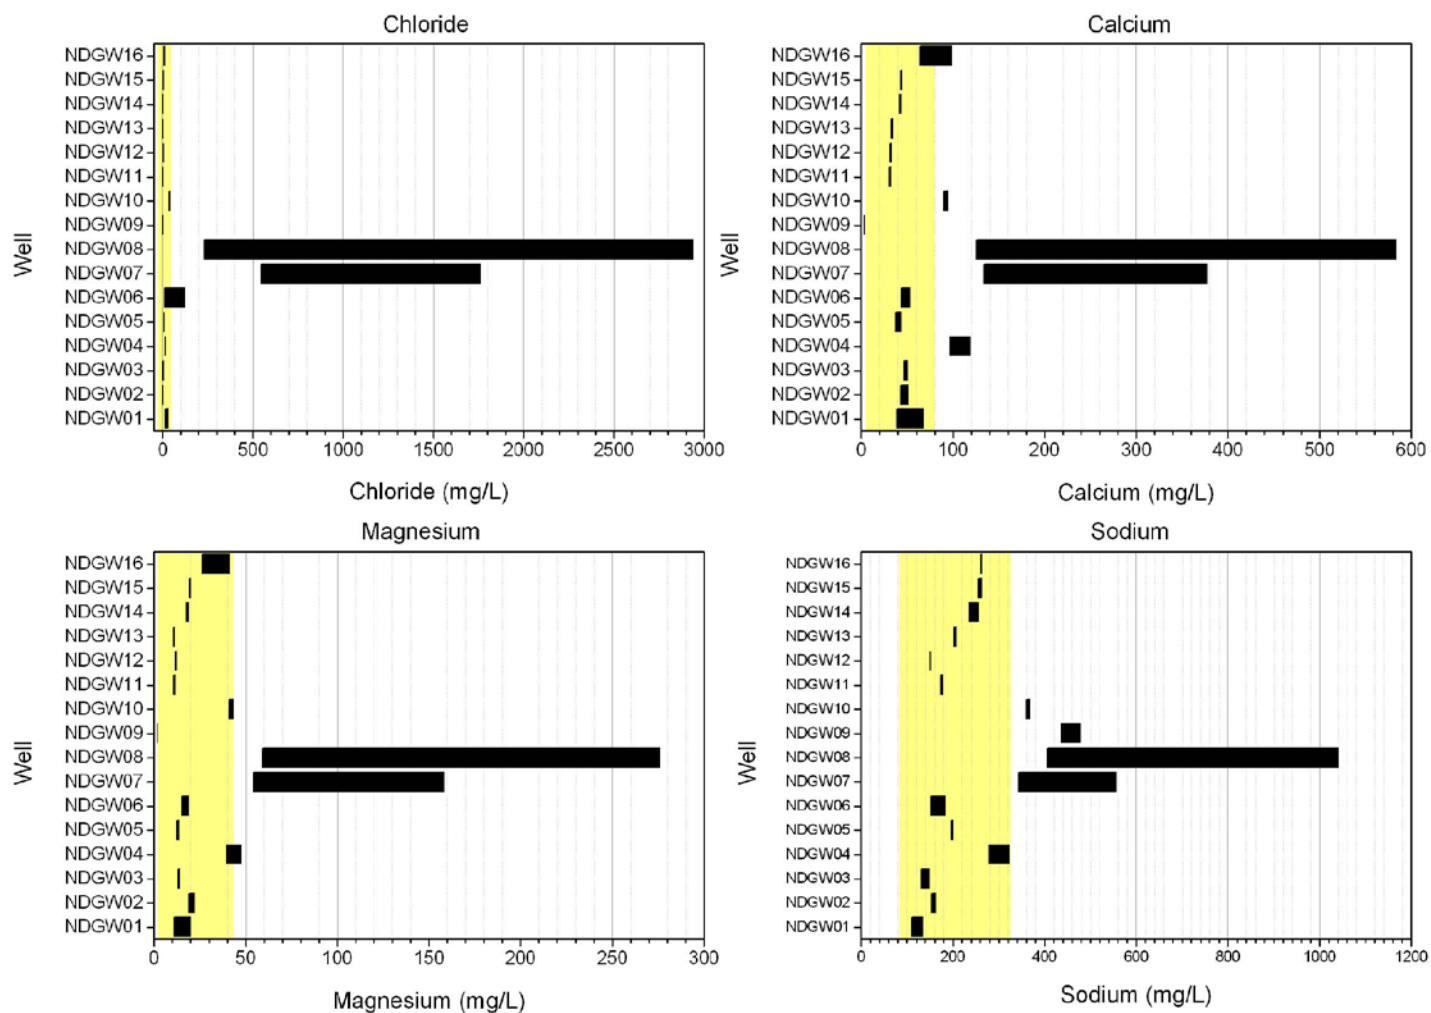 Chloride
Well
NDGW16
NDGW15
NDGW14
NDGW13
NDGW12
NDGW11
NDGW10
NDGW09
NDGW08
NDGW07
NDGW06
NDGW05
NDGW04
NDGW03
NDGW02
NDGW01
0 500 1000 1500 2000 2500 3000
Chloride (mg/L)
Calcium
Well
NDGW16
NDGW15
NDGW14
NDGW13
NDGW12
NDGW11
NDGW10
NDGW09
NDGW08
NDGW07
NDGW06
NDGW05
NDGW04
NDGW03
NDGW02
NDGW01
0 100 200 300 400 500 600
Calcium (mg/L)
Magnesium
Well
NDGW16
NDGW15
NDGW14
NDGW13
NDGW12
NDGW11
NDGW10
NDGW09
NDGW08
NDGW07
NDGW06
NDGW05
NDGW04
NDGW03
NDGW02
NDGW01
0 50 100 150 200 250 300
Magnesium (mg/L)
Sodium
Well
NDGW16
NDGW15
NDGW14
NDGW13
NDGW12
NDGW11
NDGW10
NDGW09
NDGW08
NDGW07
NDGW06
NDGW05
NDGW04
NDGW03
NDGW02
NDGW01
0 200 400 600 800 1000 1200
Sodium (mg/L)